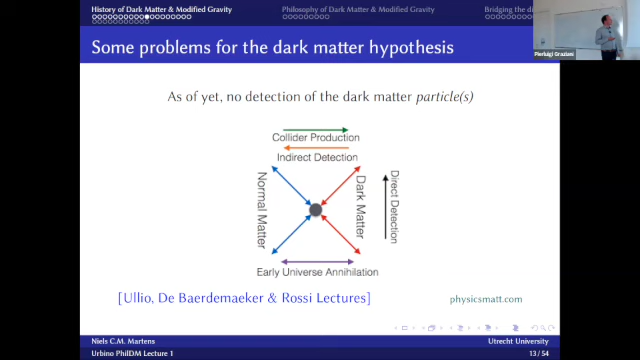 History of Dark Matter & Modified Gravity
Philosophy of Dark Matter & Modified Gravity
Bridging the
Pierluigi Graziani
Some problems for the dark matter hypothesis
As of yet, no detection of the dark matter particle(s)
Collider Production
Indirect Detection
Normal Matter
Dark Matter
Direct Detection
Early Universe Annihilation
[Ullio, De Baerdemaeker & Rossi Lectures]
physicsmatt.com
Niels C.M. Martens
Utrecht University
Urbino PhilDM Lecture 1
13 / 54